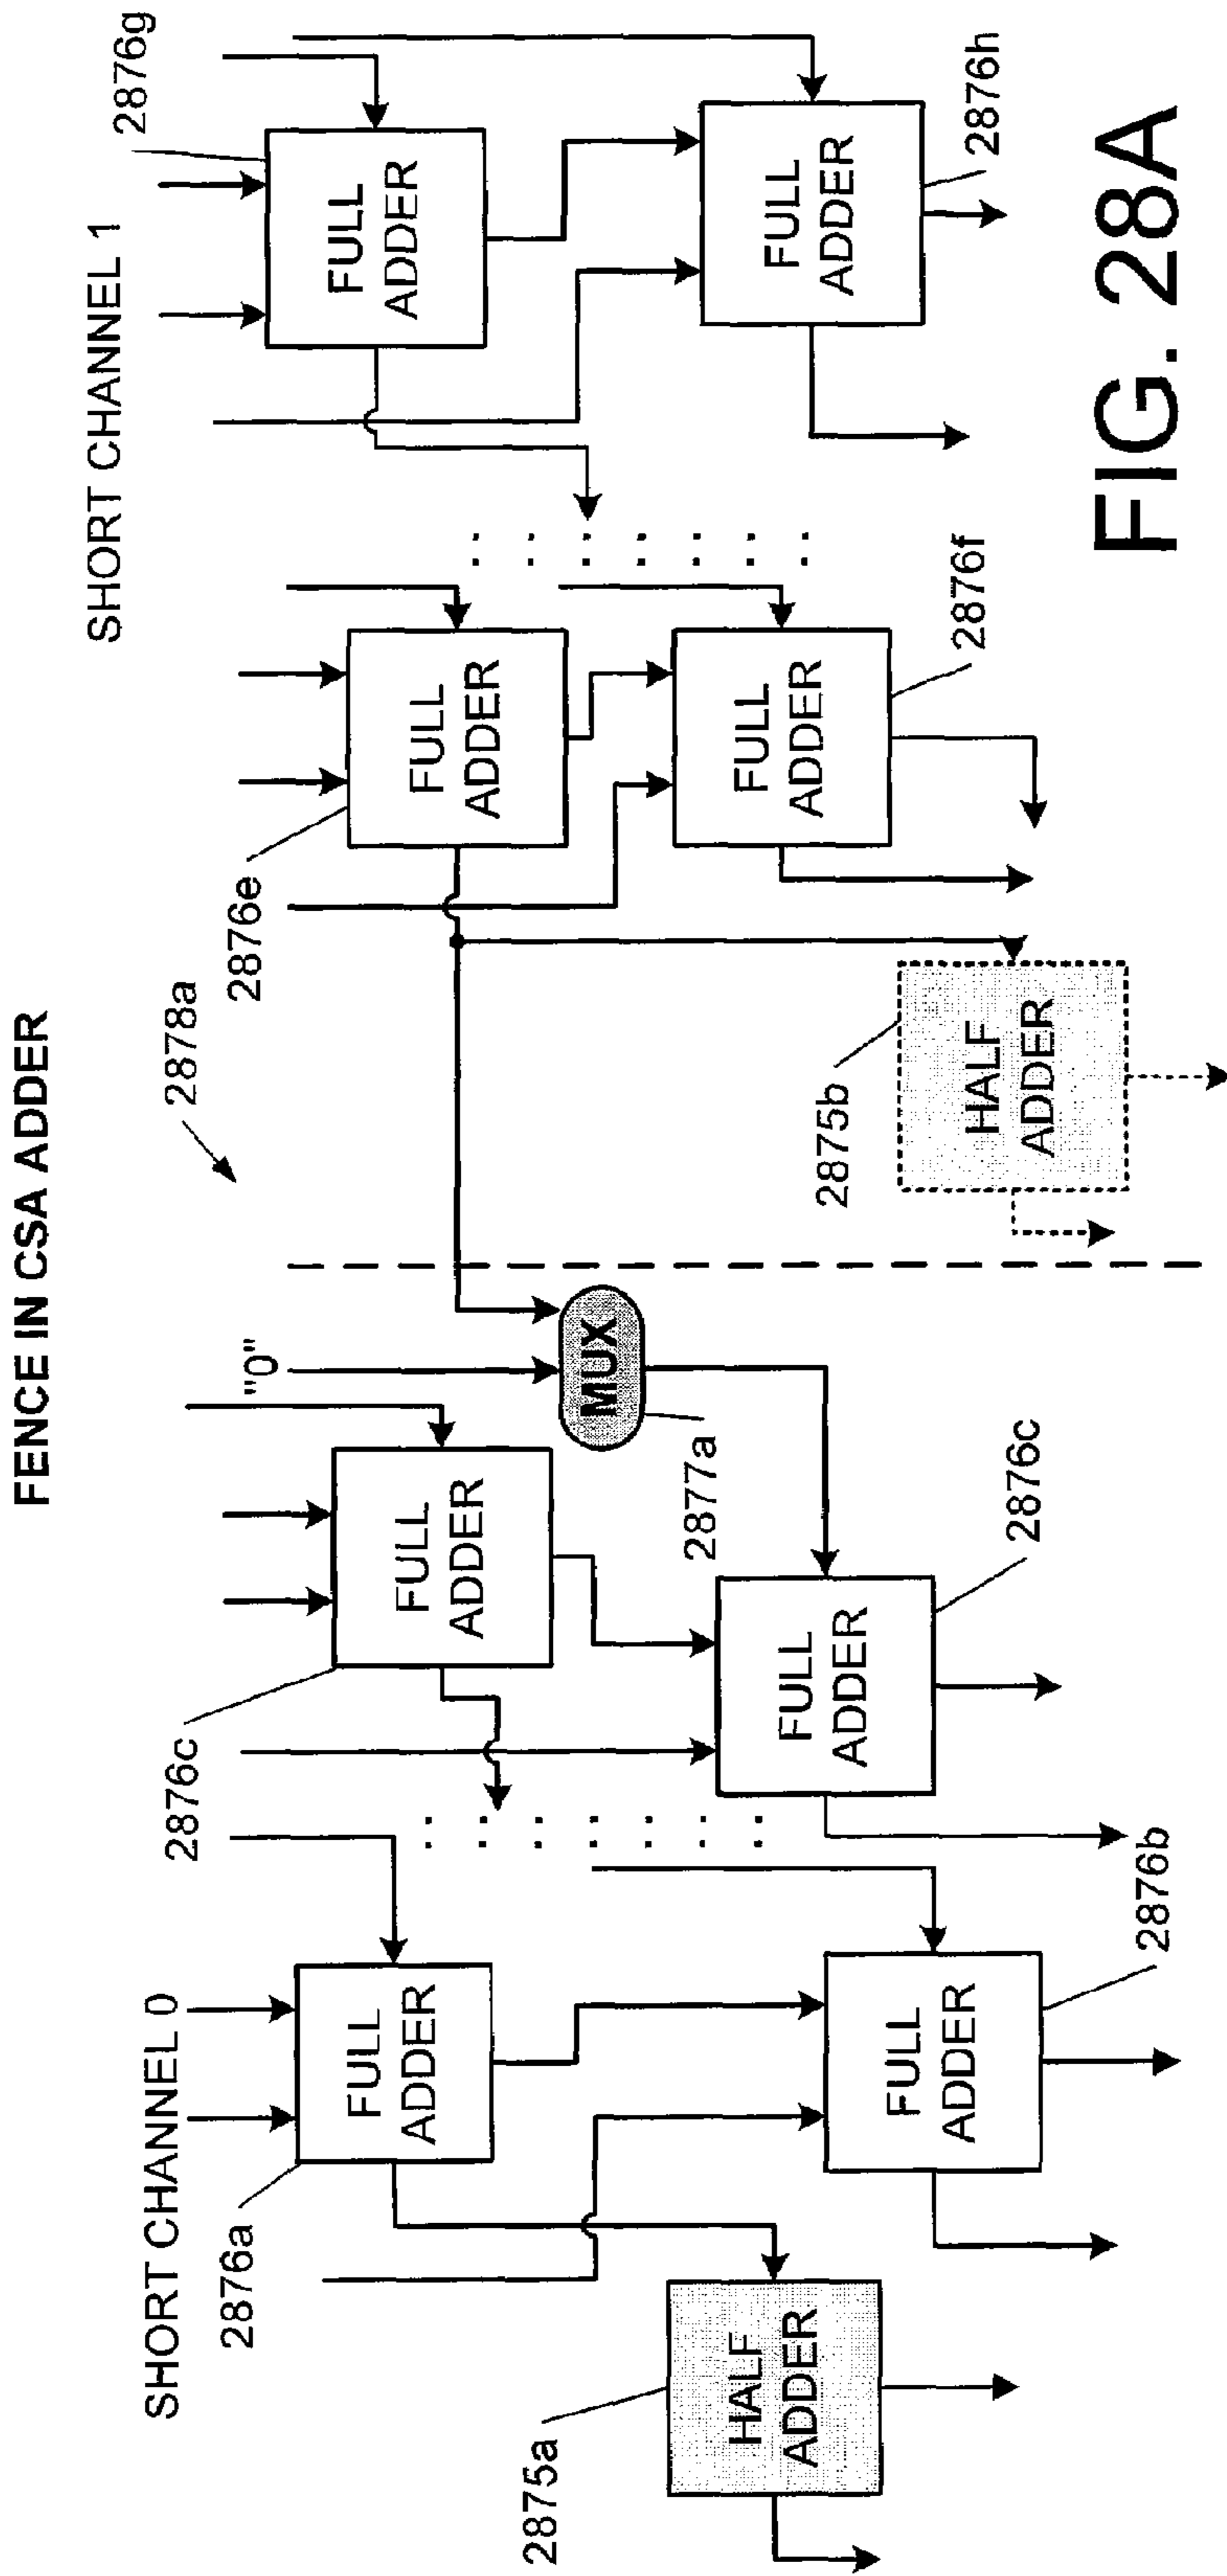 FENCE IN CSA ADDER
2878a
SHORT CHANNEL 0
SHORT CHANNEL 1
2876a
FULL
ADDER
2876c
FULL
ADDER
"0"
2876e
FULL
ADDER
2876g
FULL
ADDER
MUX
2877a
2875a
HALF
ADDER
FULL
ADDER
2876b
FULL
ADDER
2876c
2875b
HALF
ADDER
FULL
ADDER
2876f
FULL
ADDER
2876h
FIG. 28A